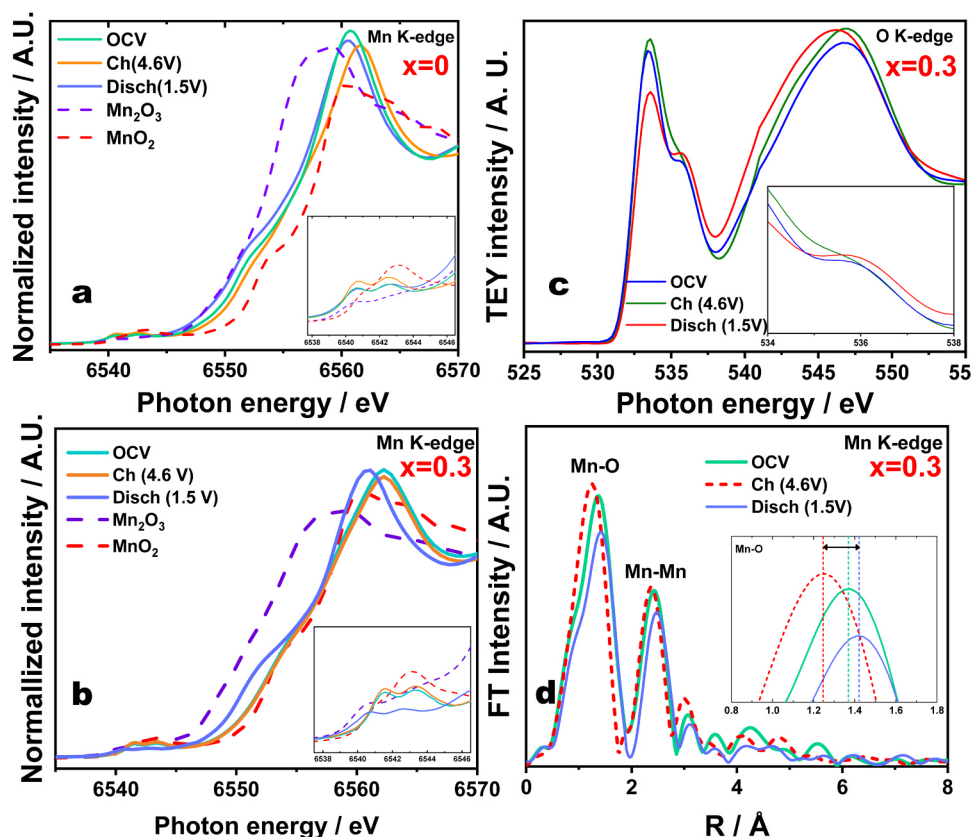 a
Mn K-edge
x=0
OCV
Ch(4.6V)
Disch(1.5V)
Mn2O3
MnO2
Normalized intensity / A.U.
6538 6540 6542 6544 6546
6540 6550 6560 6570
Photon energy / eV
c
O K-edge
x=0.3
TEY intensity / A. U.
OCV
Ch (4.6V)
Disch (1.5V)
534 536 538
525 530 535 540 545 550 55
Photon energy / eV
b
Mn K-edge
x=0.3
OCV
Ch (4.6 V)
Disch (1.5 V)
Mn2O3
MnO2
Normallized intensity / A.U.
6538 6540 6542 6544 6546
6540 6550 6560 6570
Photon energy / eV
d
Mn K-edge
x=0.3
OCV
Ch (4.6V)
Disch (1.5V)
Mn-O
Mn-Mn
FT Intensity / A.U.
Mn-O
0.8 1.0 1.2 1.4 1.6 1.8
0 2 4 6 8
R / Å